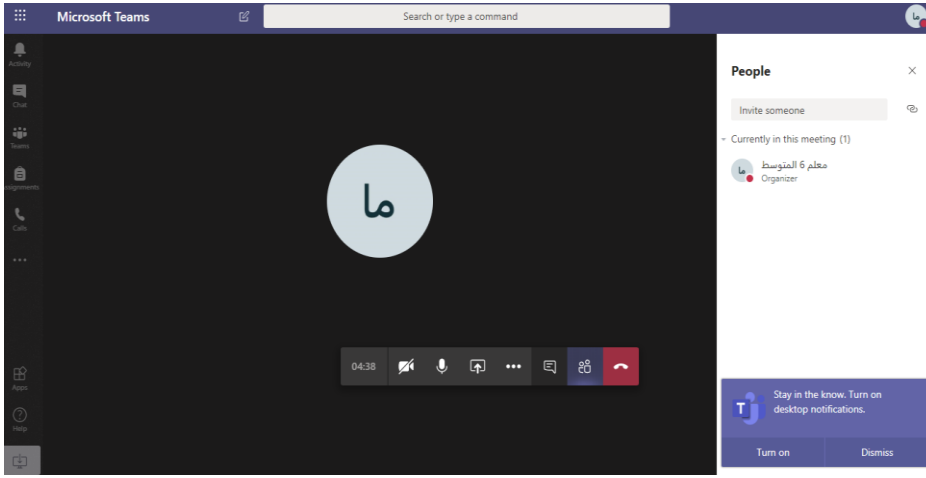 Microsoft Teams
Search or type a command
ما
Activity
Chat
Teams
ssignments
Calls
Apps
Help
ما
04:38
People
Invite someone
Currently in this meeting (1)
معلم 6 المتوسط
ما
Organizer
Stay in the know. Turn on
desktop notifications.
Turn on
Dismiss